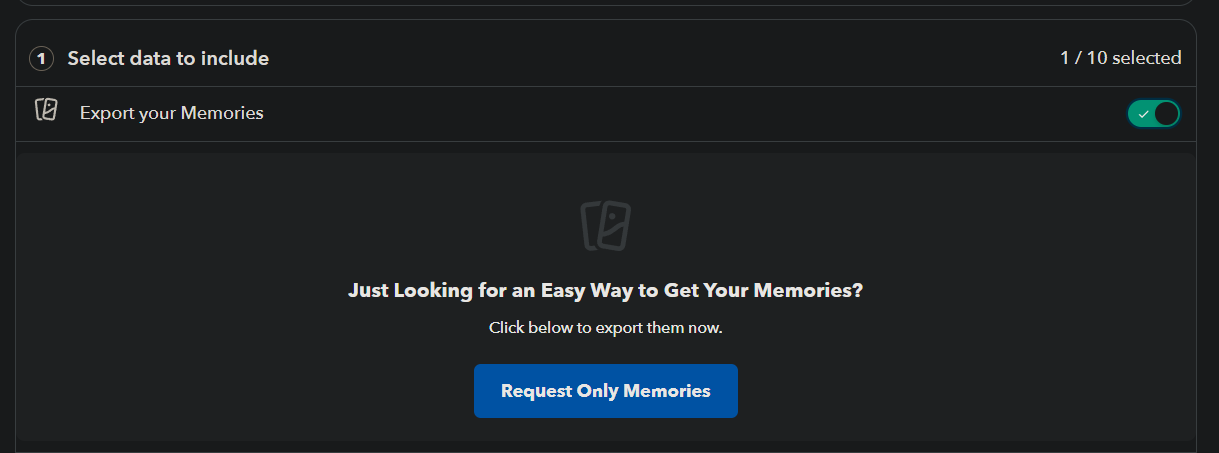 1 Select data to include 1 / 10 selected
Export your Memories
Just Looking for an Easy Way to Get Your Memories?
Click below to export them now.
Request Only Memories